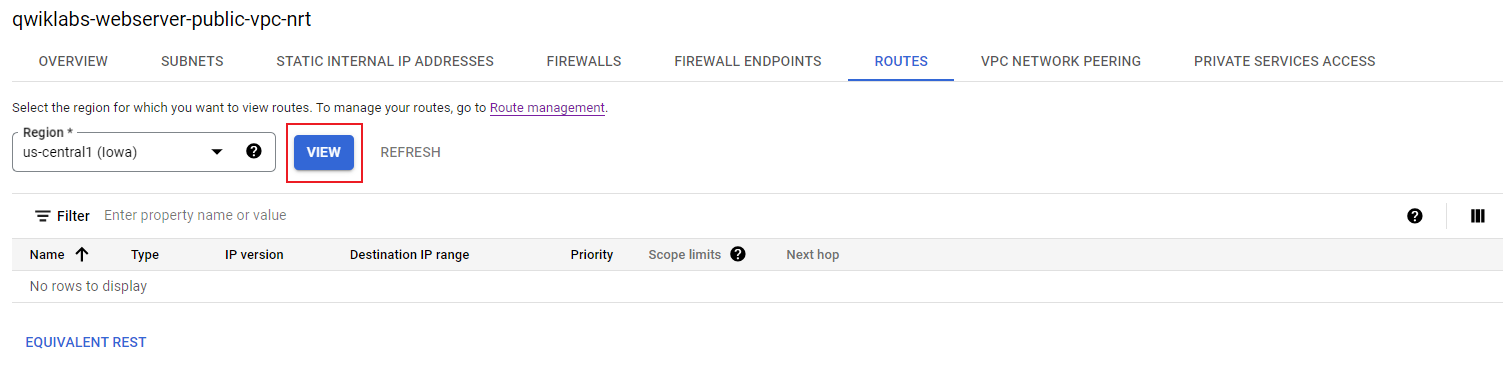 qwiklabs-webserver-public-vpc-nrt
OVERVIEW SUBNETS STATIC INTERNAL IP ADDRESSES FIREWALLS FIREWALL ENDPOINTS ROUTES VPC NETWORK PEERING PRIVATE SERVICES ACCESS
Select the region for which you want to view routes. To manage your routes, go to Route management.
Region *
us-central1 (Iowa) ? VIEW REFRESH
Filter Enter property name or value ?
Name Type IP version Destination IP range Priority Scope limits ? Next hop
No rows to display
EQUIVALENT REST